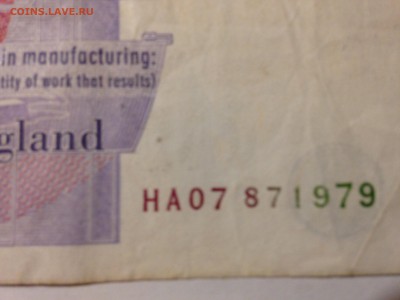 COINS.LAVE.RU
in manufacturing:
tity of work that results)
gland
HA07 871979